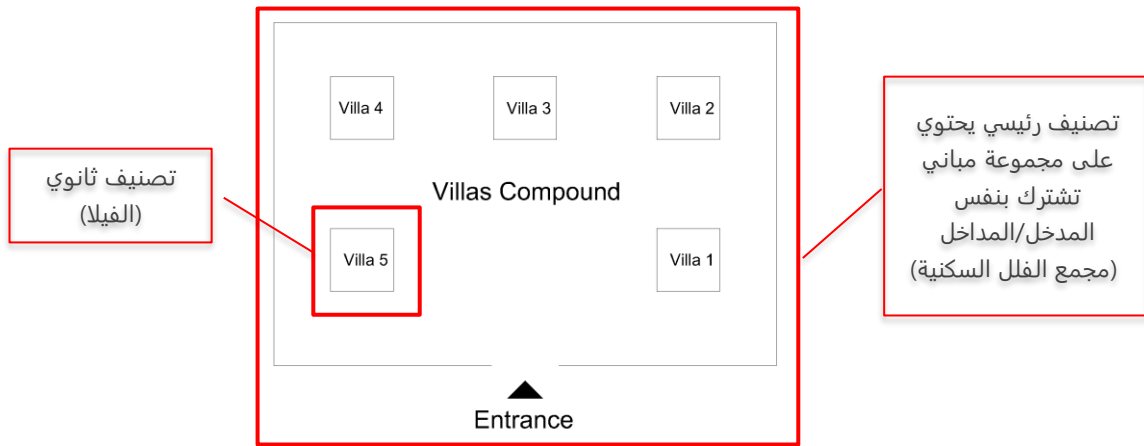 Villa 4
Villa 3
Villa 2
تصنيف رئيسي يحتوي
على مجموعة مباني
تشترك بنفس
المدخل/المداخل
(مجمع الفلل السكنية)
تصنيف ثانوي
(الفيلا)
Villas Compound
Villa 5
Villa 1
Entrance